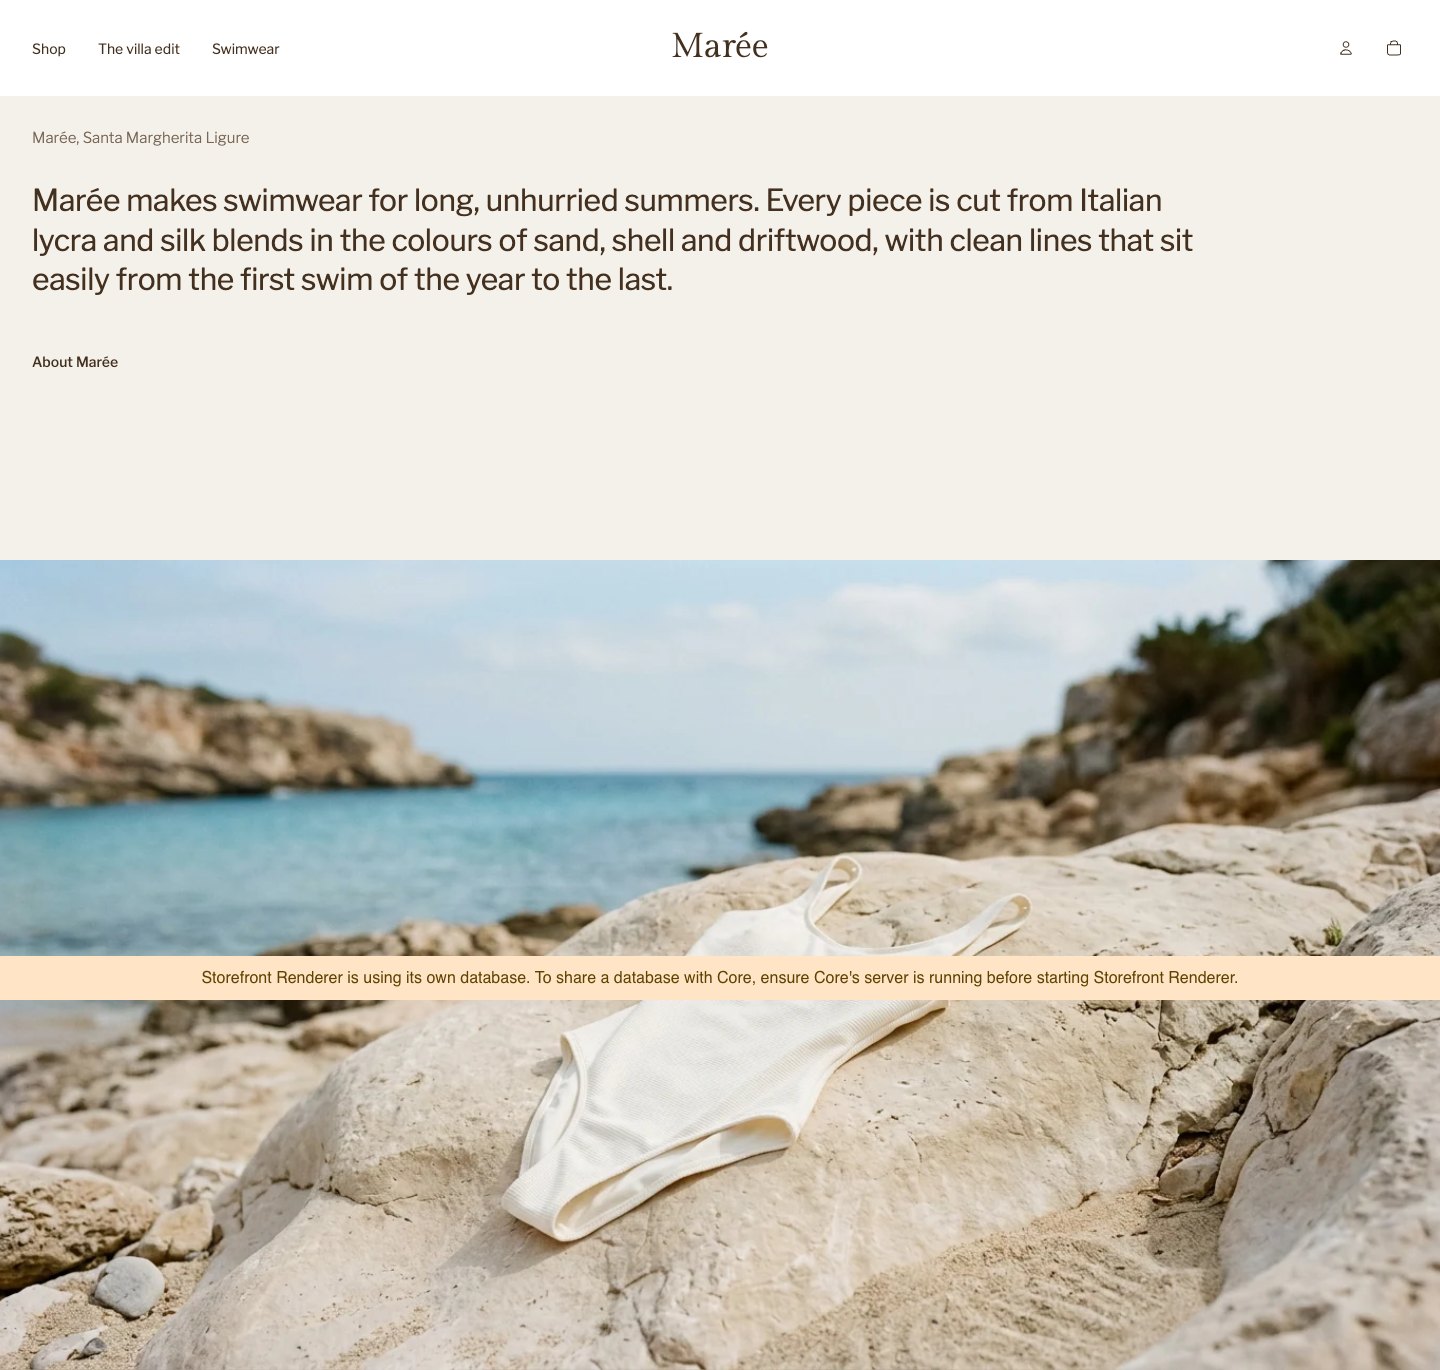 Shop
The villa edit
Swimwear
Marée
Marée, Santa Margherita Ligure
Marée makes swimwear for long, unhurried summers. Every piece is cut from Italian
lycra and silk blends in the colours of sand, shell and driftwood, with clean lines that sit
easily from the first swim of the year to the last.
About Marée
Storefront Renderer is using its own database. To share a database with Core, ensure Core's server is running before starting Storefront Renderer.